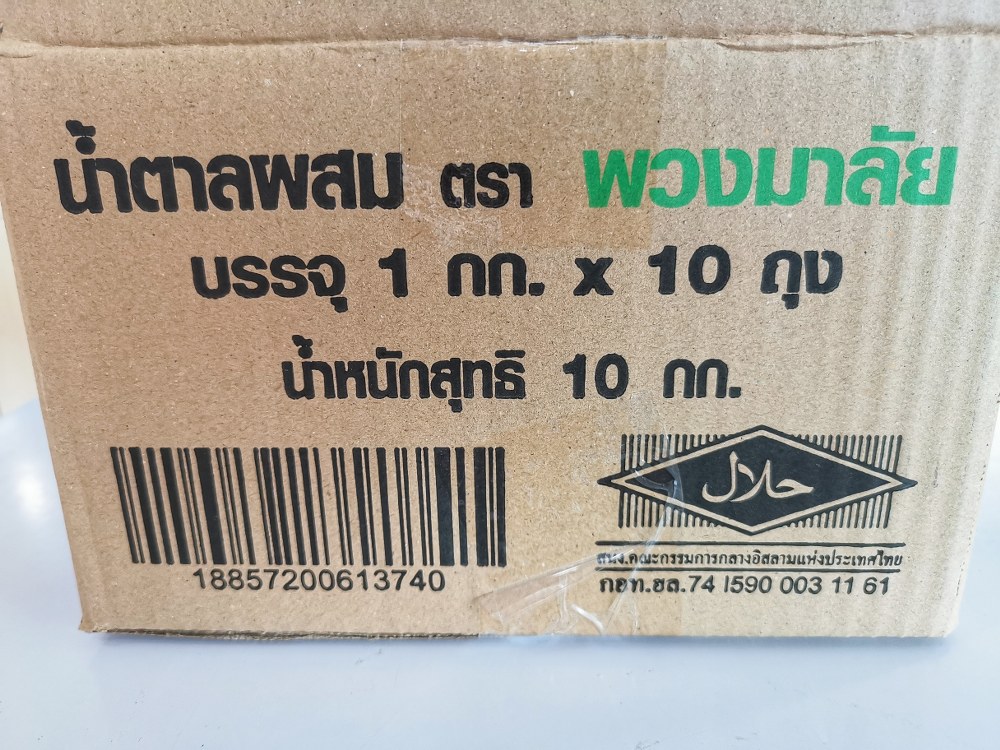 น้ำตาลผสม ตรา พวงมาลัย
บรรจุ 1 กก. x 10 ถุง
น้ำหนักสุทธิ 10 กก.
18857200613740
حلال
สนง.คณะกรรมการกลางอิสลามแห่งประเทศไทย
กอท.ฮล.74 I590 003 11 61